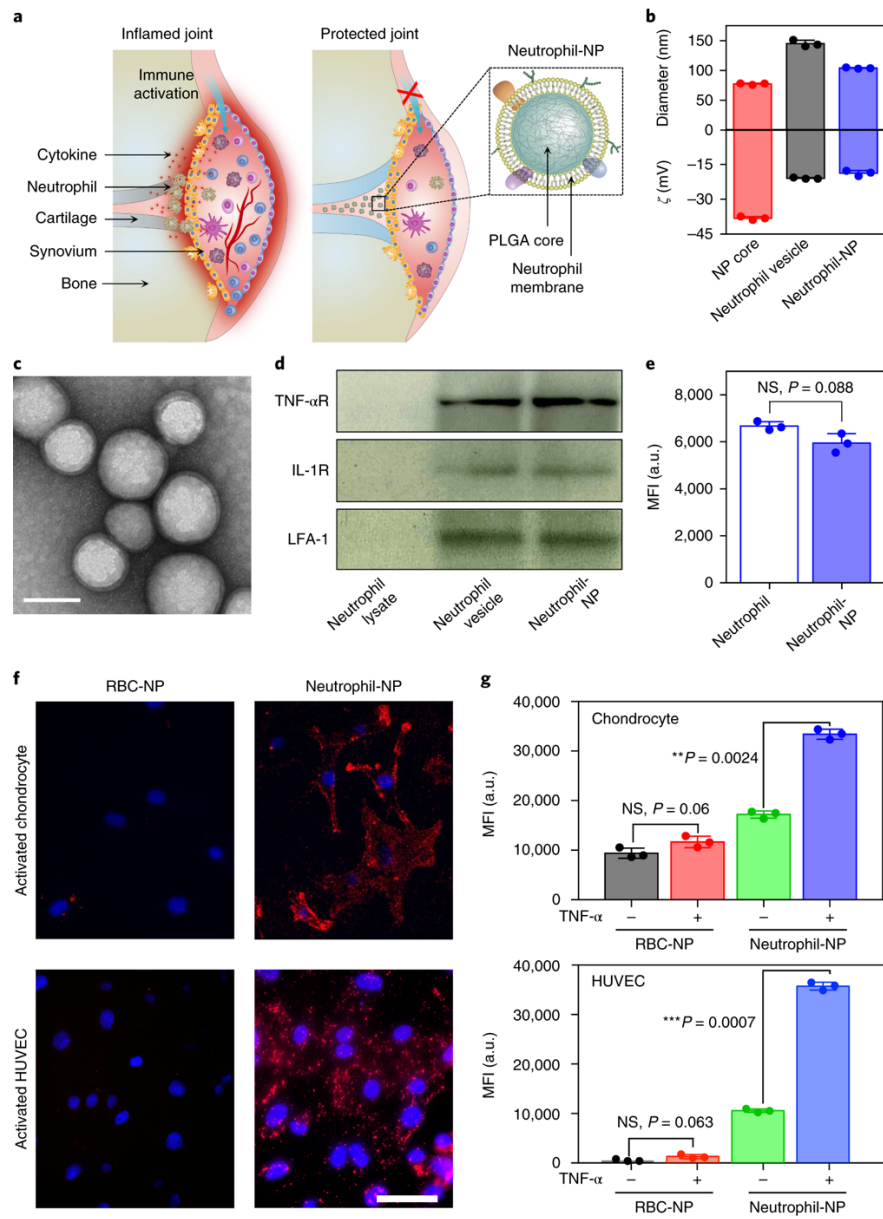 a
Inflamed joint
Protected joint
Immune
activation
Cytokine
Neutrophil
Cartilage
Synovium
Bone
Neutrophil-NP
PLGA core
Neutrophil
membrane
b
Diameter (nm)
ζ (mV)
150
100
50
0
–15
–30
–45
NP core
Neutrophil vesicle
Neutrophil-NP
c
d
TNF-αR
IL-1R
LFA-1
Neutrophil
lysate
Neutrophil
vesicle
Neutrophil-
NP
e
NS, P = 0.088
MFI (a.u.)
8,000
6,000
4,000
2,000
0
Neutrophil
Neutrophil-
NP
f
RBC-NP
Neutrophil-NP
Activated chondrocyte
Activated HUVEC
g
Chondrocyte
MFI (a.u.)
40,000
30,000
20,000
10,000
0
**P = 0.0024
NS, P = 0.06
TNF-α – + – +
RBC-NP Neutrophil-NP
HUVEC
MFI (a.u.)
40,000
30,000
20,000
10,000
0
***P = 0.0007
NS, P = 0.063
TNF-α – + – +
RBC-NP Neutrophil-NP